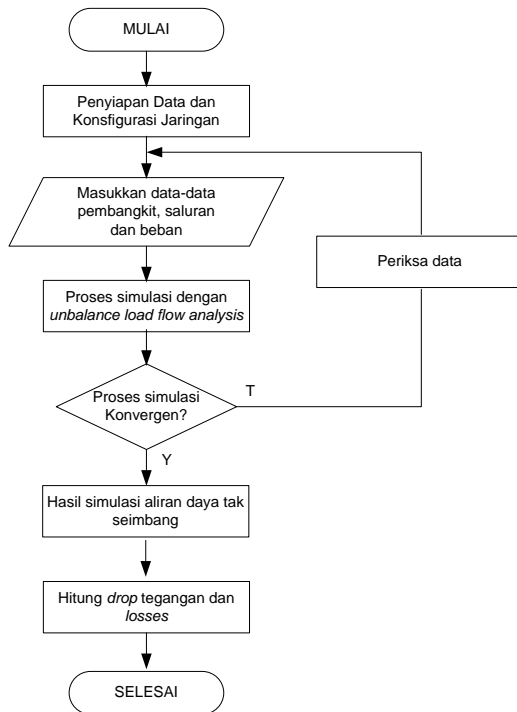 MULAI
Penyiapan Data dan
Konsfigurasi Jaringan
Masukkan data-data
pembangkit, saluran
dan beban
Periksa data
Proses simulasi dengan
unbalance load flow analysis
Proses simulasi
Konvergen?
T
Y
Hasil simulasi aliran daya tak
seimbang
Hitung drop tegangan dan
losses
SELESAI